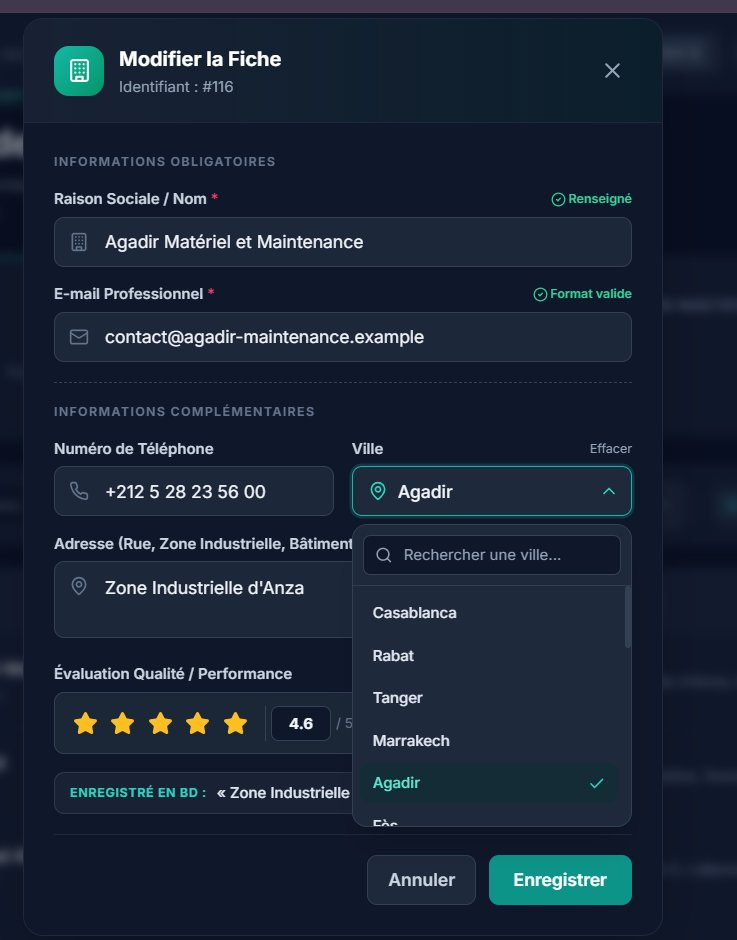 Modifier la Fiche
Identifiant : #116
INFORMATIONS OBLIGATOIRES
Raison Sociale / Nom *
Renseigné
Agadir Matériel et Maintenance
E-mail Professionnel *
Format valide
contact@agadir-maintenance.example
INFORMATIONS COMPLÉMENTAIRES
Numéro de Téléphone
Ville
Effacer
+212 5 28 23 56 00
Agadir
Adresse (Rue, Zone Industrielle, Bâtiment
Rechercher une ville...
Zone Industrielle d'Anza
Casablanca
Rabat
Tanger
Marrakech
Agadir
Fès
Évaluation Qualité / Performance
4.6 / 5
ENREGISTRÉ EN BD : « Zone Industrielle
Annuler
Enregistrer